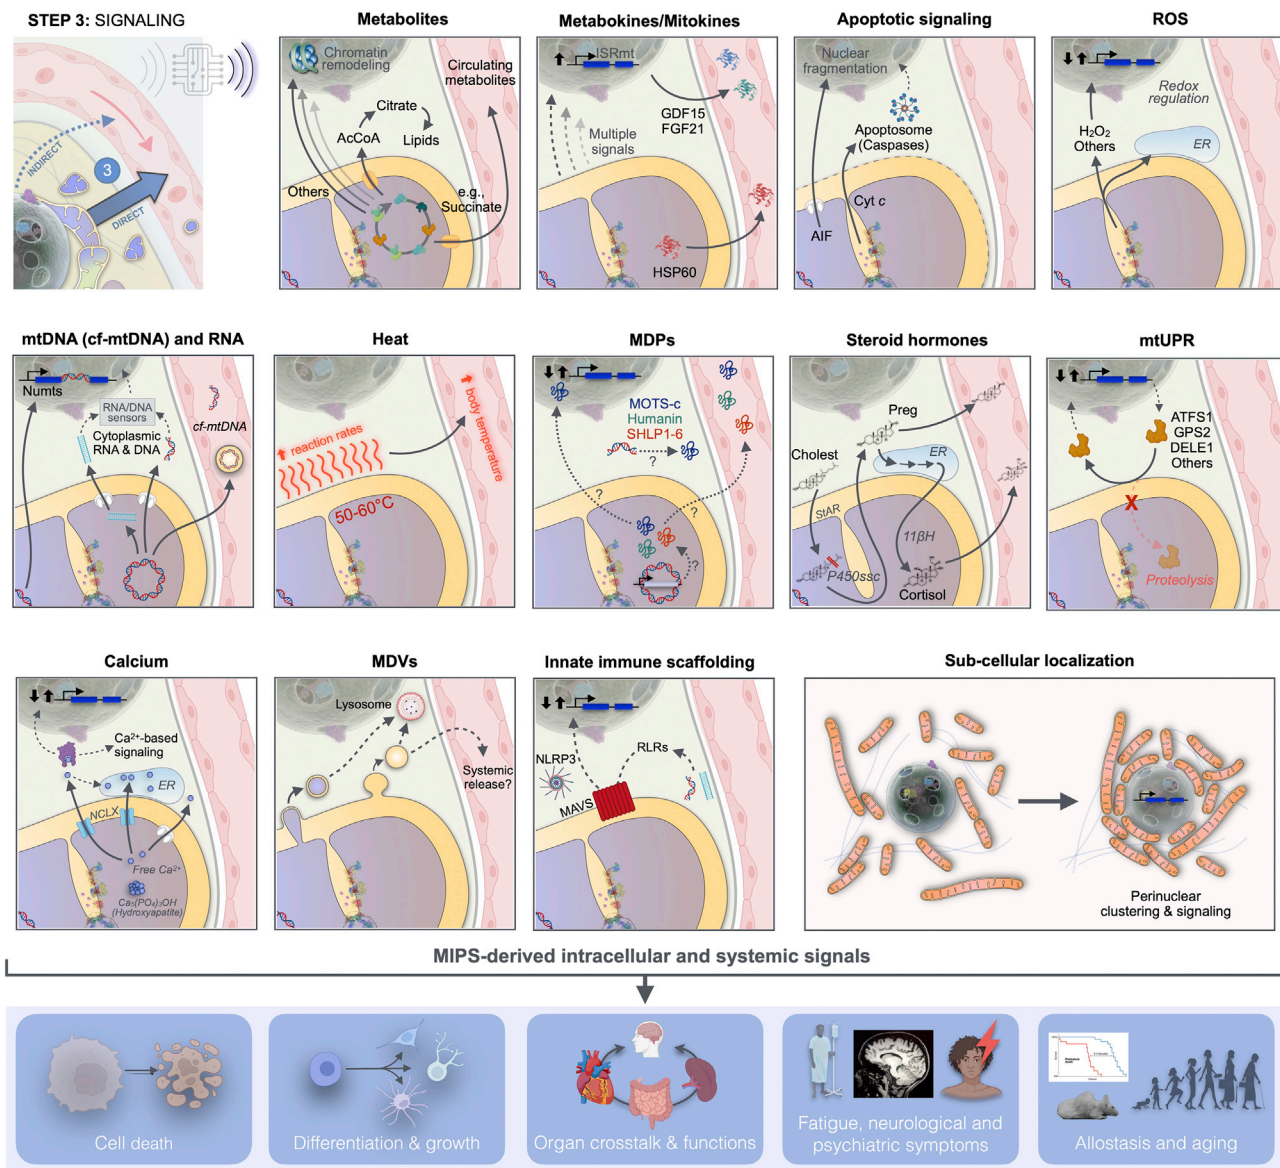 STEP 3: SIGNALING
INDIRECT
3
DIRECT
Metabolites
Chromatin
remodeling
Circulating
metabolites
Citrate
AcCoA
Lipids
Others
e.g.,
Succinate
Metabokines/Mitokines
ISRmt
GDF15
FGF21
Multiple
signals
HSP60
Apoptotic signaling
Nuclear
fragmentation
Apoptosome
(Caspases)
Cyt c
AIF
ROS
Redox
regulation
H₂O₂
Others
ER
mtDNA (cf-mtDNA) and RNA
Numts
RNA/DNA
sensors
Cytoplasmic
RNA & DNA
cf-mtDNA
Heat
reaction rates
body temperature
50-60°C
MDPs
MOTS-c
Humanin
SHLP1-6
?
?
?
?
Steroid hormones
Preg
Cholest
ER
StAR
11βH
P450ssc
Cortisol
mtUPR
ATFS1
GPS2
DELE1
Others
X
Proteolysis
Calcium
Ca²⁺-based
signaling
ER
NCLX
Free Ca²⁺
Ca₅(PO₄)₃OH
(Hydroxyapatite)
MDVs
Lysosome
Systemic
release?
Innate immune scaffolding
NLRP3
RLRs
MAVS
Sub-cellular localization
Perinuclear
clustering & signaling
MIPS-derived intracellular and systemic signals
Cell death
Differentiation & growth
Organ crosstalk & functions
Fatigue, neurological and
psychiatric symptoms
Allostasis and aging